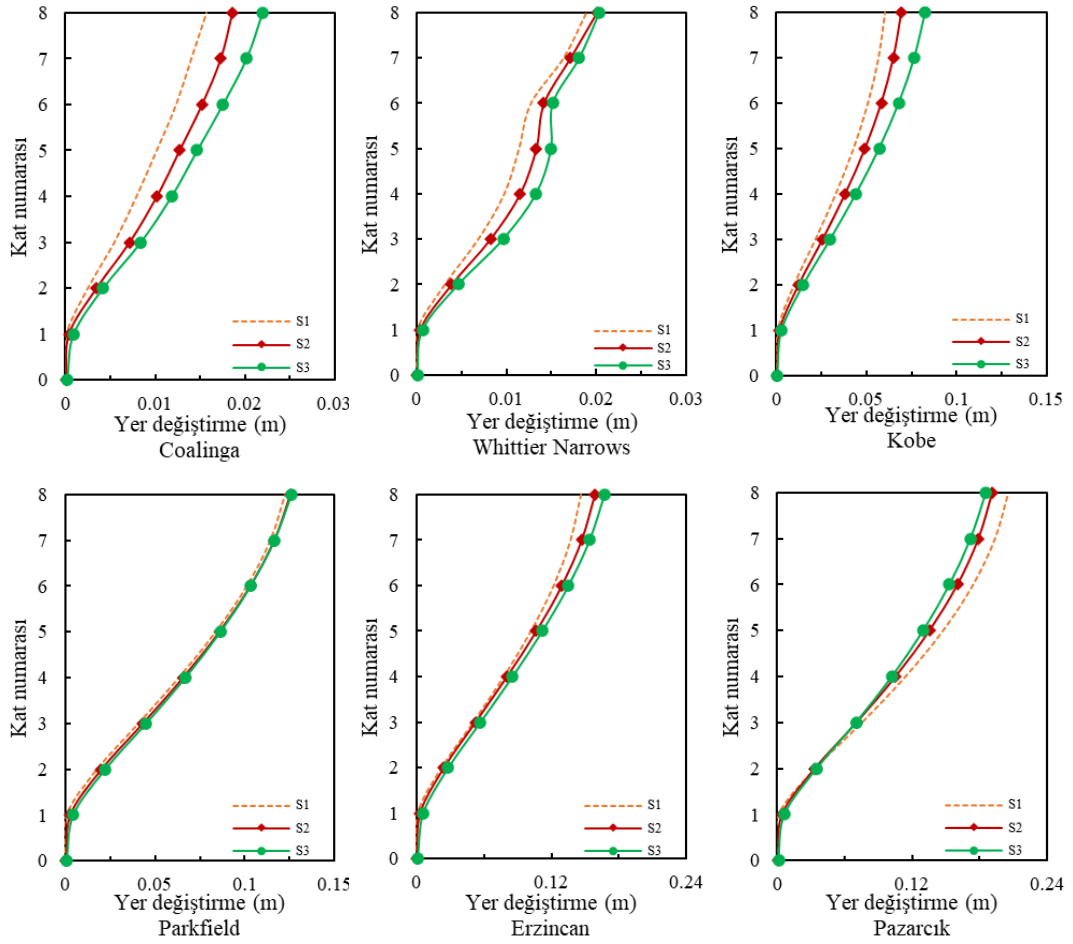 Kat numarası
8
7
6
5
4
3
2
1
0
S1
S2
S3
0
0.01
0.02
0.03
Yer değiştirme (m)
Coalinga
Kat numarası
8
7
6
5
4
3
2
1
0
S1
S2
S3
0
0.01
0.02
0.03
Yer değiştirme (m)
Whittier Narrows
Kat numarası
8
7
6
5
4
3
2
1
0
S1
S2
S3
0
0.05
0.1
0.15
Yer değiştirme (m)
Kobe
Kat numarası
8
7
6
5
4
3
2
1
0
S1
S2
S3
0
0.05
0.1
0.15
Yer değiştirme (m)
Parkfield
Kat numarası
8
7
6
5
4
3
2
1
0
S1
S2
S3
0
0.12
0.24
Yer değiştirme (m)
Erzincan
Kat numarası
8
7
6
5
4
3
2
1
0
S1
S2
S3
0
0.12
0.24
Yer değiştirme (m)
Pazarcık